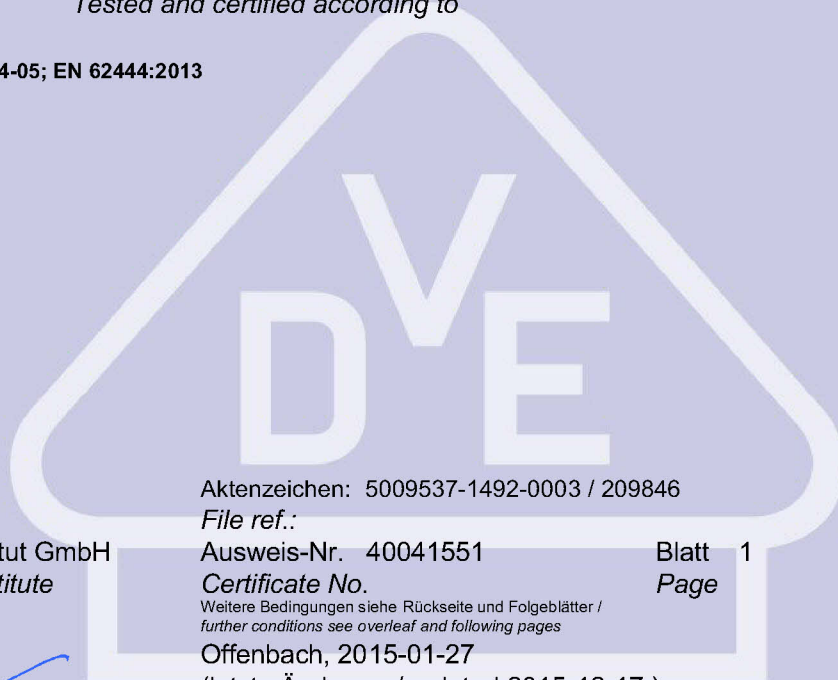 Tested and certified according to
4-05; EN 62444:2013
VDE
Aktenzeichen: 5009537-1492-0003 / 209846
File ref.:
tut GmbH Ausweis-Nr. 40041551 Blatt 1
titute Certificate No. Page
Weitere Bedingungen siehe Rückseite und Folgeblätter /
further conditions see overleaf and following pages
Offenbach, 2015-01-27